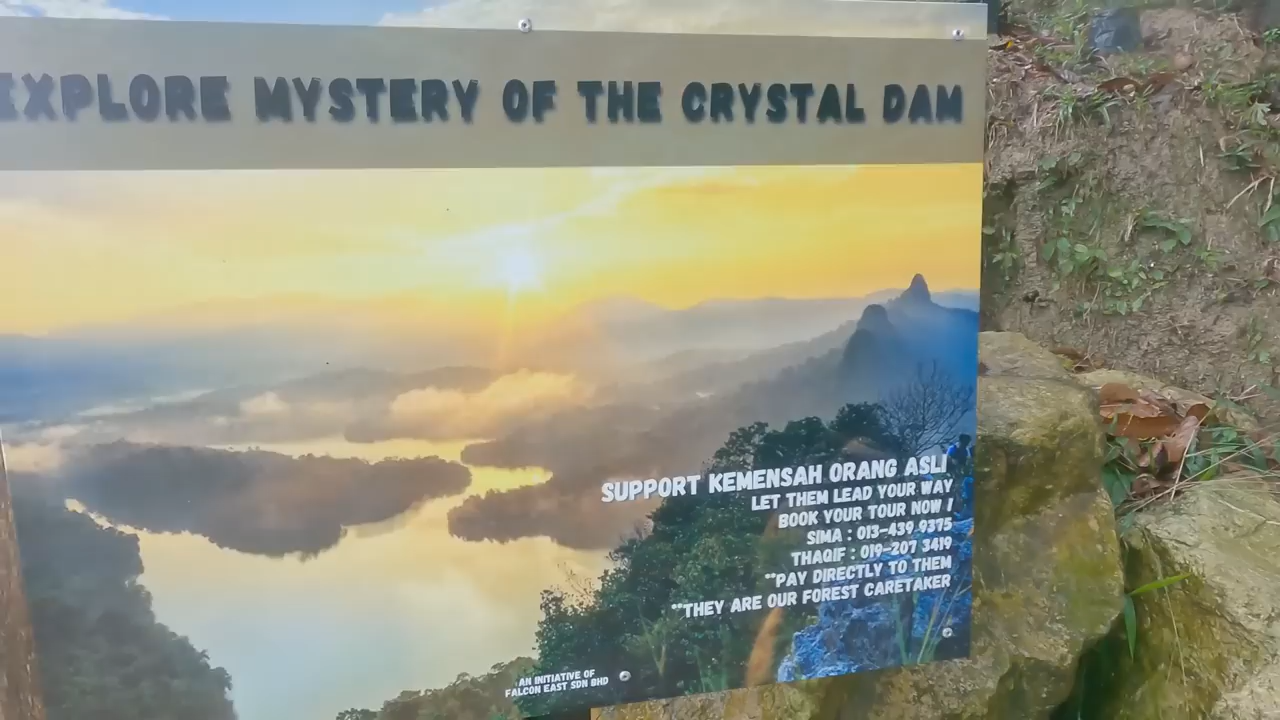 EXPLORE MYSTERY OF THE CRYSTAL DAM
SUPPORT KEMENSAH ORANG ASLI
LET THEM LEAD YOUR WAY
BOOK YOUR TOUR NOW !
SIMA : 013-439 9375
THAQIF : 019-207 3419
**PAY DIRECTLY TO THEM
**THEY ARE OUR FOREST CARETAKER
AN INITIATIVE OF
FALCON EAST SDN BHD